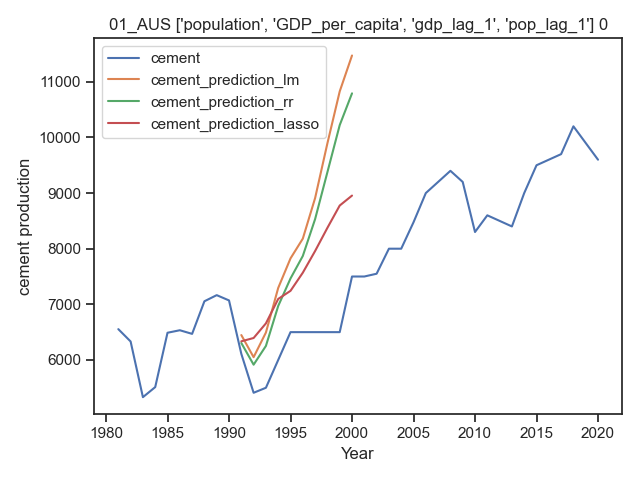 01_AUS ['population', 'GDP_per_capita', 'gdp_lag_1', 'pop_lag_1'] 0
cement
cement_prediction_lm
cement_prediction_rr
cement_prediction_lasso
cement production
11000
10000
9000
8000
7000
6000
1980 1985 1990 1995 2000 2005 2010 2015 2020
Year